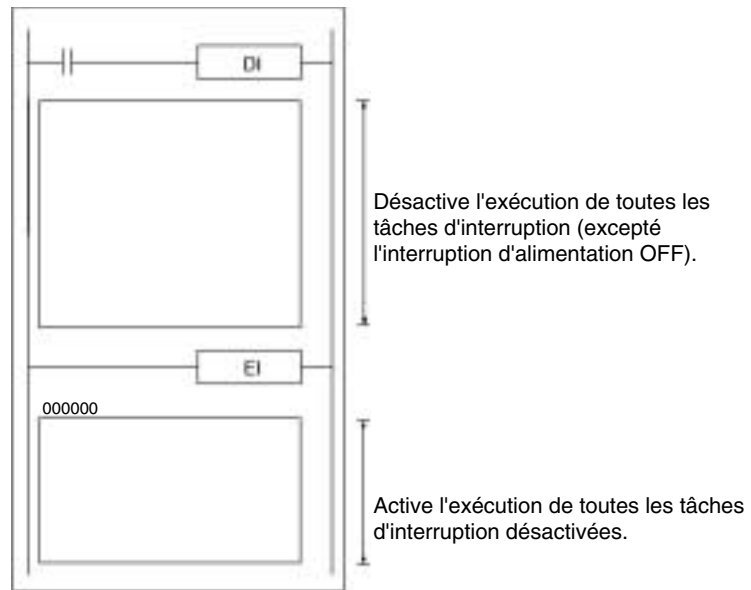 DI
Désactive l'exécution de toutes les
tâches d'interruption (excepté
l'interruption d'alimentation OFF).
EI
000000
Active l'exécution de toutes les tâches
d'interruption désactivées.